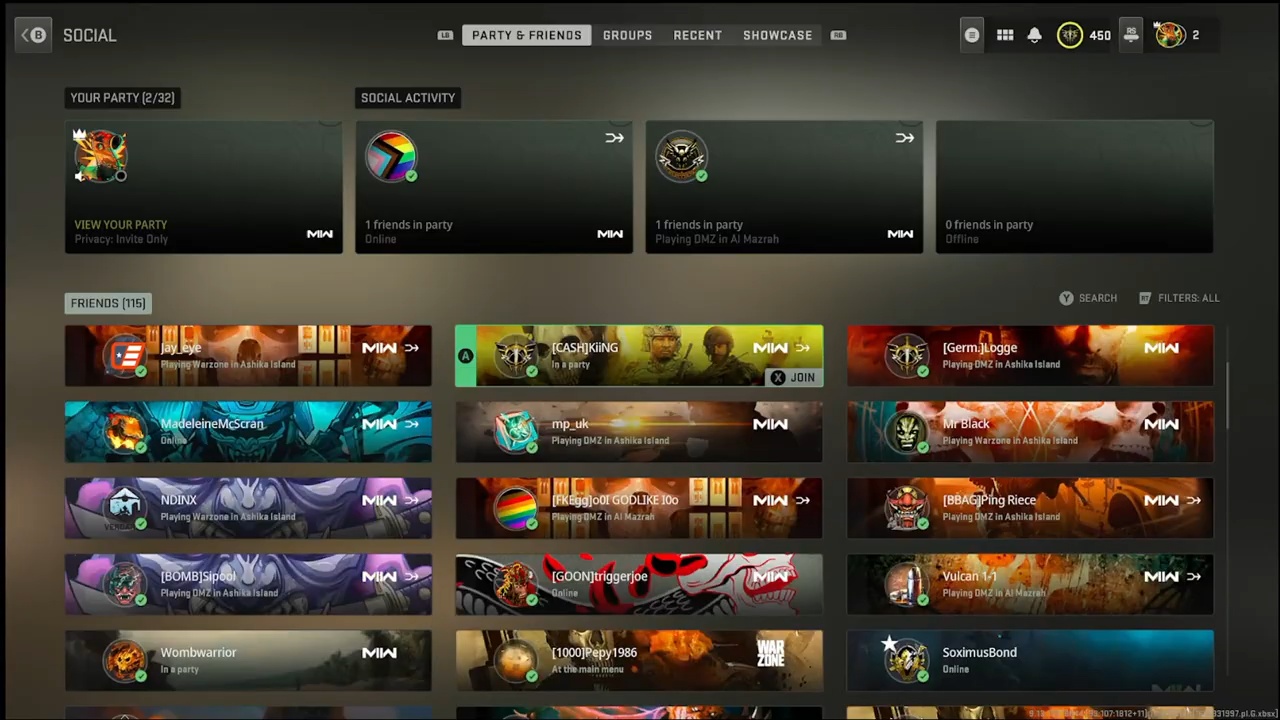 B SOCIAL LB PARTY & FRIENDS GROUPS RECENT SHOWCASE RB 450 RS 2
YOUR PARTY (2/32) SOCIAL ACTIVITY
VIEW YOUR PARTY
Privacy: Invite Only MW
1 friends in party
Online MW
1 friends in party
Playing DMZ in Al Mazrah MW
0 friends in party
Offline
FRIENDS (115) Y SEARCH RT FILTERS: ALL
Jay_eye MW
Playing Warzone in Ashika Island
A [CASH]KiiNG MW
In a party X JOIN
[Germ.]Logge MW
Playing DMZ in Ashika Island
MadeleineMcScran MW
Online
mp_uk MW
Playing DMZ in Ashika Island
Mr Black MW
Playing Warzone in Ashika Island
NDINX MW
Playing Warzone in Ashika Island
[FKEgg]o0I GODLIKE 10o MW
Playing DMZ in Al Mazrah
[BBAG]Ping Riece MW
Playing DMZ in Ashika Island
[BOMB]Sipool MW
Playing DMZ in Ashika Island
[GOON]triggerjoe MW
Online
Vulcan 1-1 MW
Playing DMZ in Al Mazrah
Wombwarrior MW
In a party
[1000]Pepy1986 WARZONE
At the main menu
SoximusBond
Online